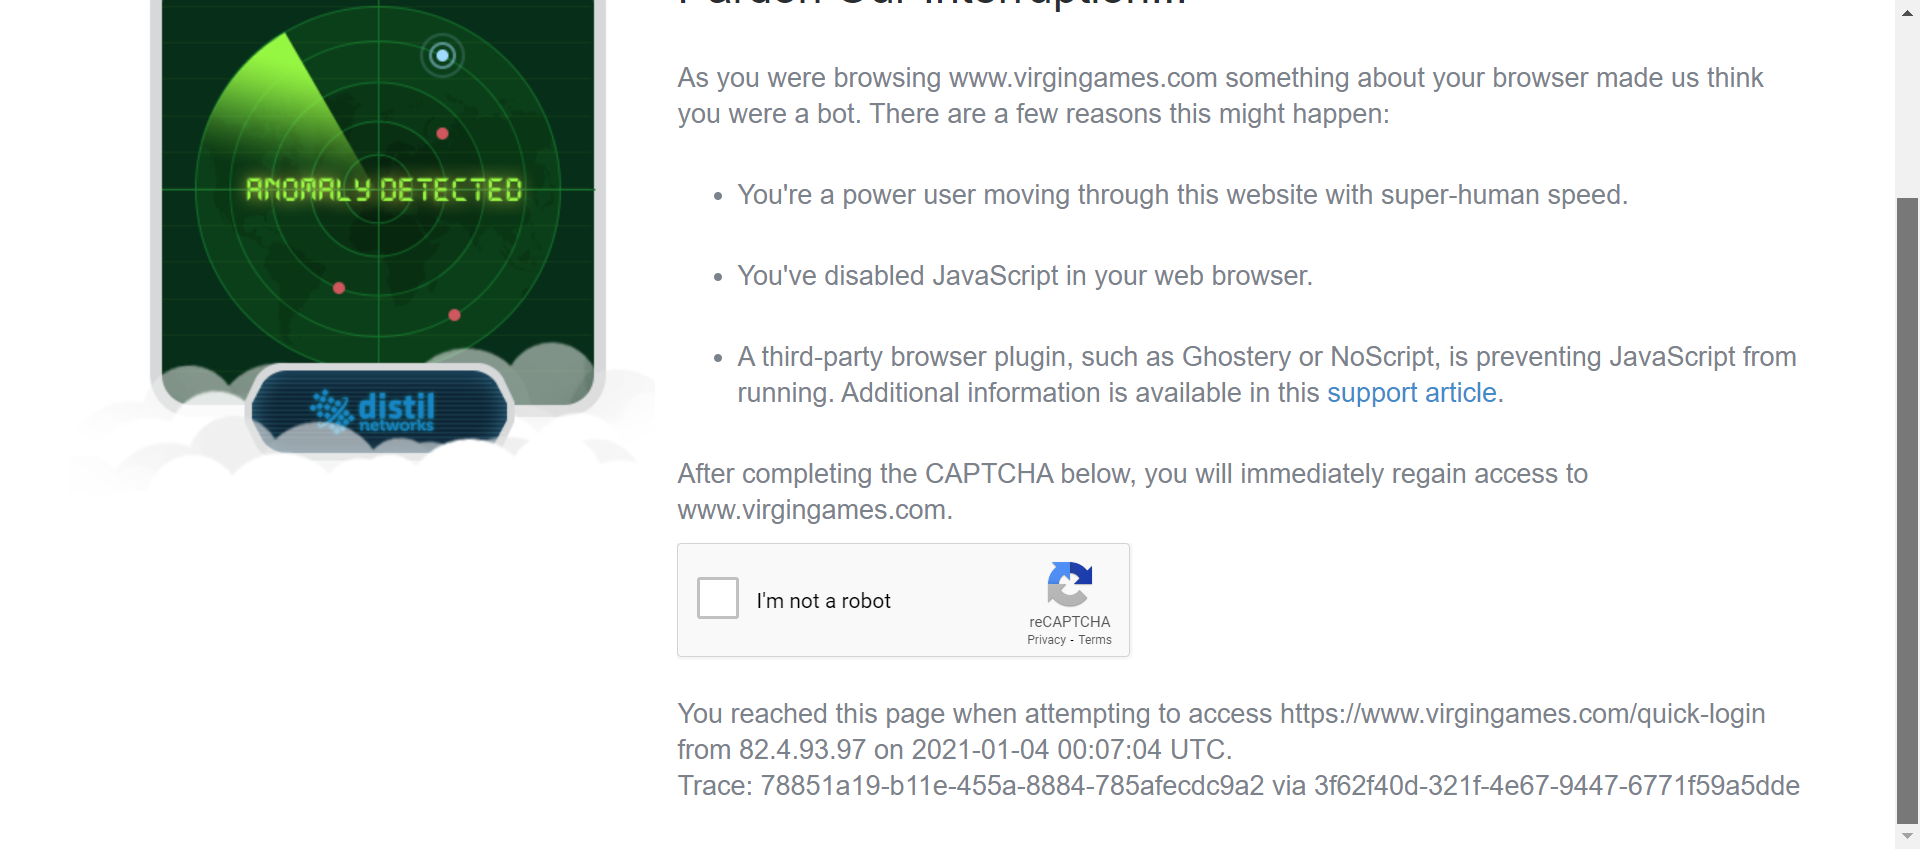 Pardon Our Interruption...
As you were browsing www.virgingames.com something about your browser made us think
you were a bot. There are a few reasons this might happen:
• You're a power user moving through this website with super-human speed.
• You've disabled JavaScript in your web browser.
• A third-party browser plugin, such as Ghostery or NoScript, is preventing JavaScript from
running. Additional information is available in this support article.
After completing the CAPTCHA below, you will immediately regain access to
www.virgingames.com.
I'm not a robot
reCAPTCHA
Privacy - Terms
You reached this page when attempting to access https://www.virgingames.com/quick-login
from 82.4.93.97 on 2021-01-04 00:07:04 UTC.
Trace: 78851a19-b11e-455a-8884-785afecdc9a2 via 3f62f40d-321f-4e67-9447-6771f59a5dde
ANOMALY DETECTED
distil
networks